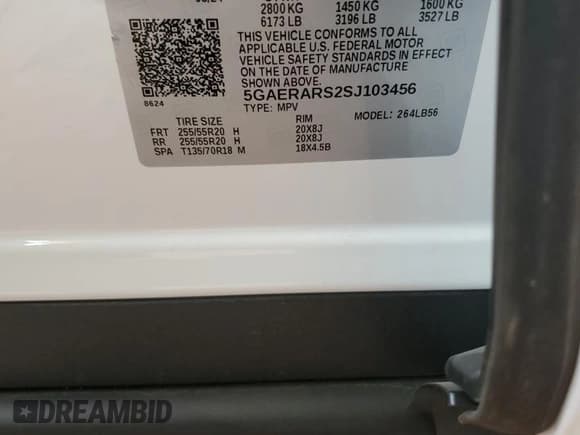 2800 KG 1450 KG 1600 KG
6173 LB 3196 LB 3527 LB
THIS VEHICLE CONFORMS TO ALL
APPLICABLE U.S. FEDERAL MOTOR
VEHICLE SAFETY STANDARDS IN
EFFECT ON THE DATE OF MANUFACTURE
SHOWN ABOVE.
5GAERARS2SJ103456
TYPE: MPV MODEL: 264LB56
8624
TIRE SIZE RIM
FRT 255/55R20 H 20X8J
RR 255/55R20 H 20X8J
SPA T135/70R18 M 18X4.5B
DREAMBID